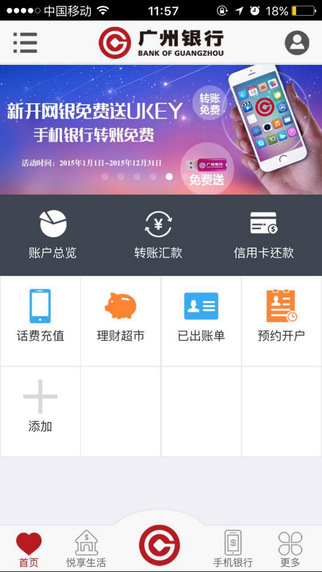 中国移动 11:57 18%
广州银行
BANK OF GUANGZHOU
新开网银免费送UKEY
手机银行转账免费
活动时间:2015年1月1日~2015年12月31日
转账
免费
广州银行
免费送
账户总览 转账汇款 信用卡还款
话费充值 理财超市 已出账单 预约开户
添加
首页 悦享生活 手机银行 更多